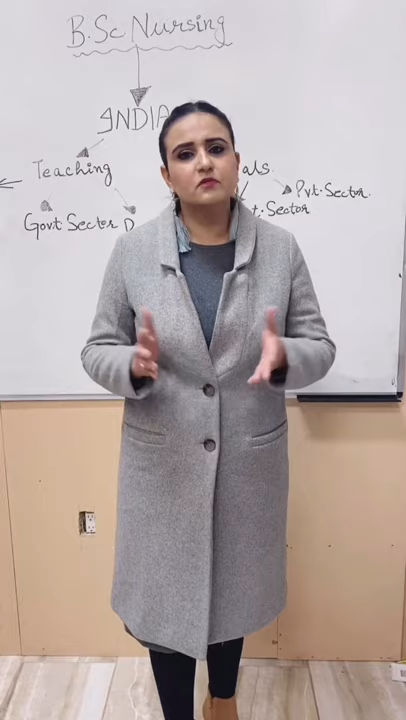 B.Sc Nursing
INDIA
Teaching
als.
Pvt. Sector.
Govt Sector
t. Sector